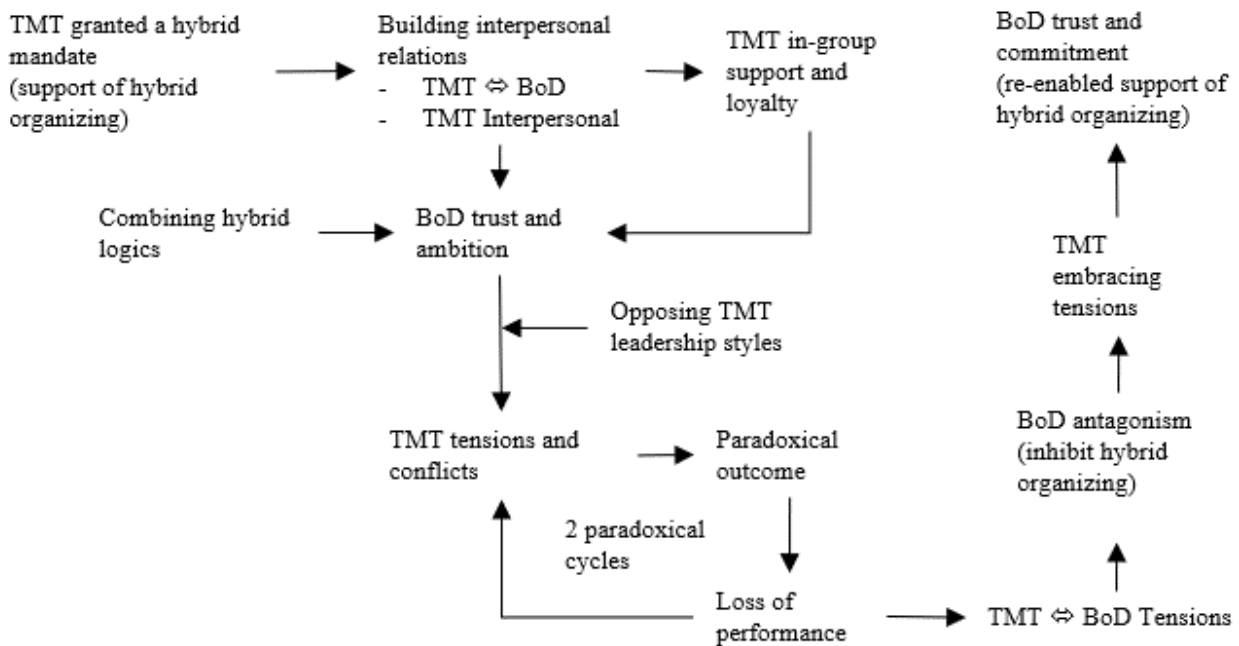 TMT granted a hybrid
mandate
(support of hybrid
organizing)
Building interpersonal
relations
- TMT ⬄ BoD
- TMT Interpersonal
TMT in-group
support and
loyalty
BoD trust and
commitment
(re-enabled support of
hybrid organizing)
Combining hybrid
logics
BoD trust and
ambition
TMT
embracing
tensions
Opposing TMT
leadership styles
TMT tensions and
conflicts
Paradoxical
outcome
BoD antagonism
(inhibit hybrid
organizing)
2 paradoxical
cycles
Loss of
performance
TMT ⬄ BoD Tensions